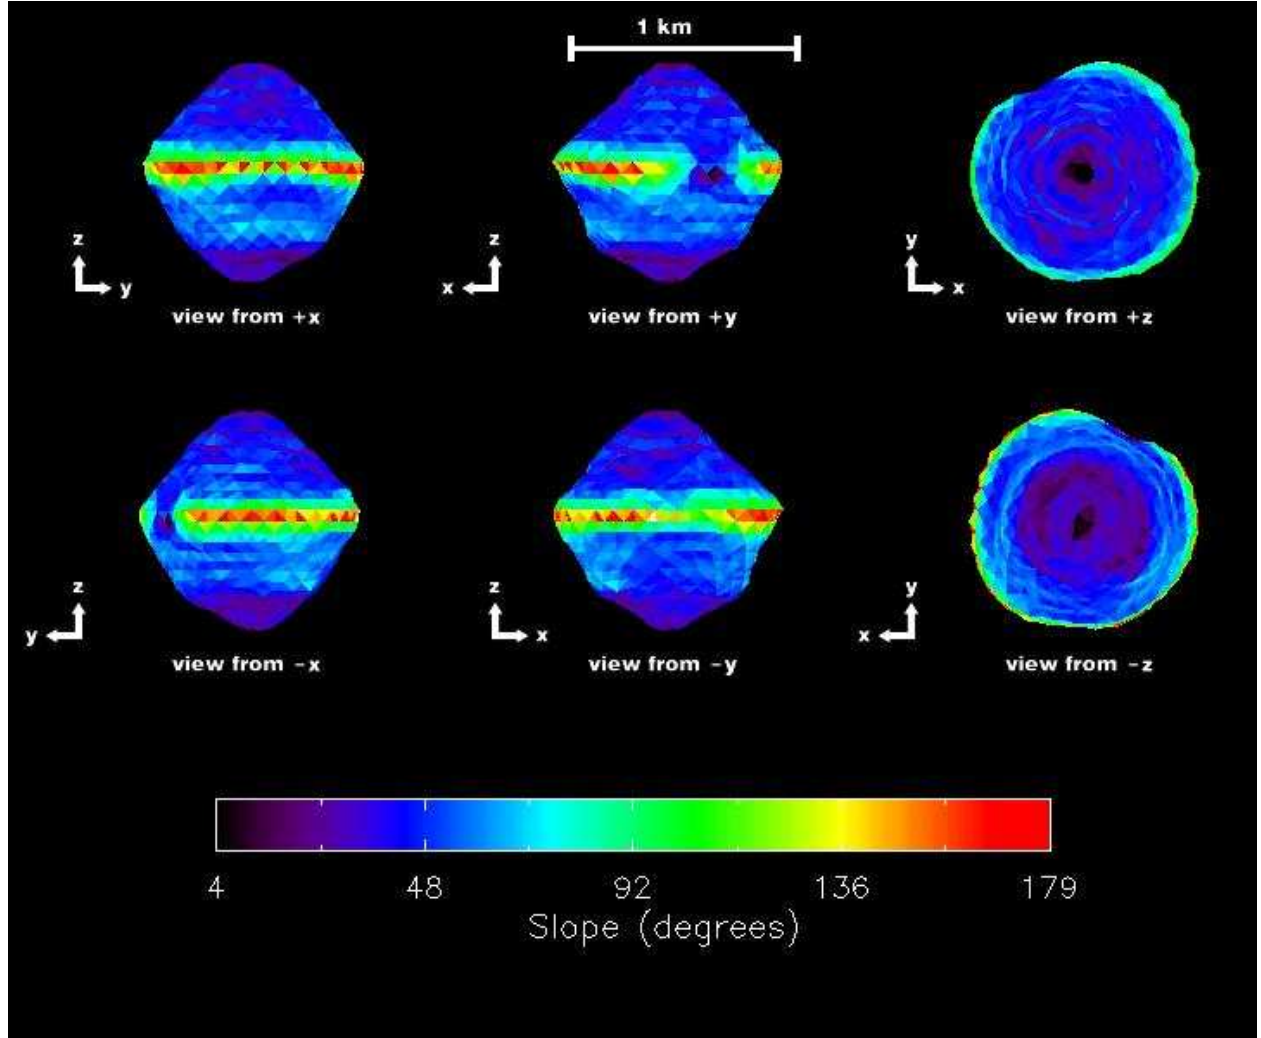 1 km
z
y
view from +x
z
x
view from +y
y
x
view from +z
z
y
view from -x
z
x
view from -y
y
x
view from -z
4 48 92 136 179
Slope (degrees)